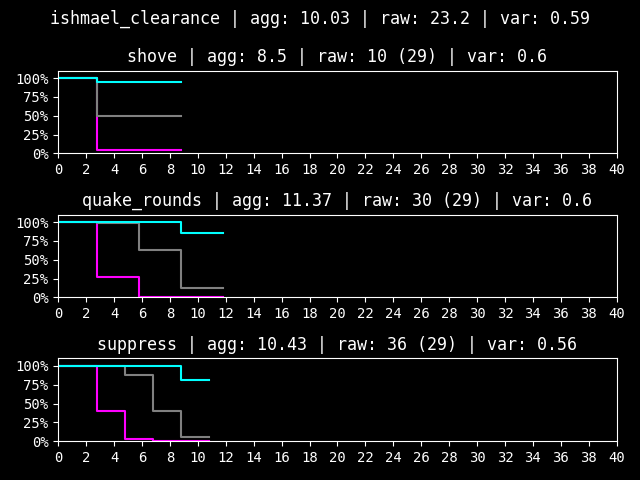 ishmael_clearance | agg: 10.03 | raw: 23.2 | var: 0.59
shove | agg: 8.5 | raw: 10 (29) | var: 0.6
100%
75%
50%
25%
0%
0 2 4 6 8 10 12 14 16 18 20 22 24 26 28 30 32 34 36 38 40
quake_rounds | agg: 11.37 | raw: 30 (29) | var: 0.6
100%
75%
50%
25%
0%
0 2 4 6 8 10 12 14 16 18 20 22 24 26 28 30 32 34 36 38 40
suppress | agg: 10.43 | raw: 36 (29) | var: 0.56
100%
75%
50%
25%
0%
0 2 4 6 8 10 12 14 16 18 20 22 24 26 28 30 32 34 36 38 40